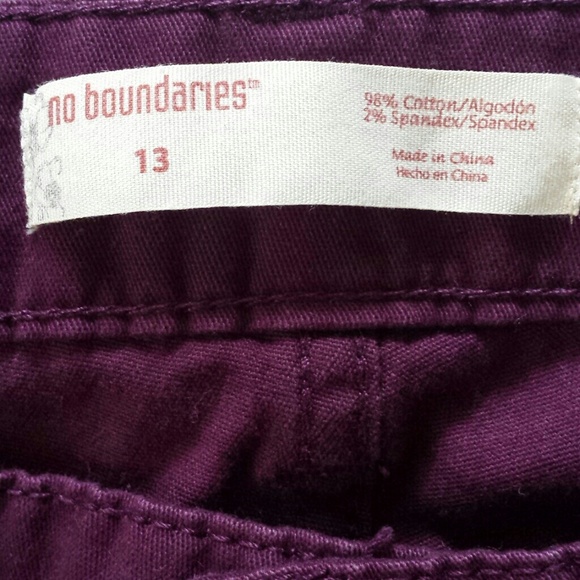 no boundaries™
13
98% Cotton/Algodón
2% Spandex/Spandex
Made in China
Hecho en China